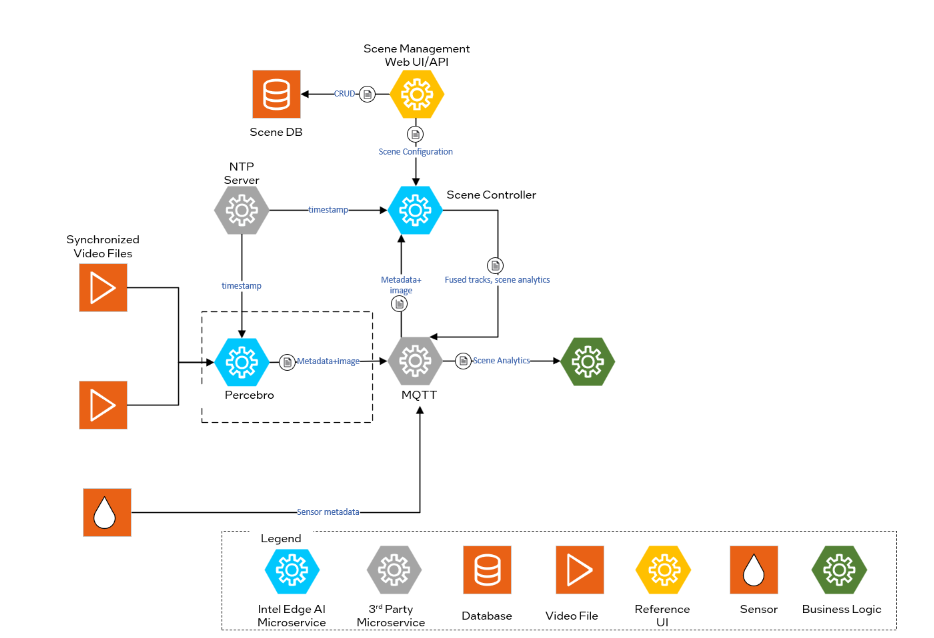 Scene Management
Web UI/API
CRUD
Scene DB
Scene Configuration
NTP
Server
Scene Controller
timestamp
Synchronized
Video Files
timestamp
Metadata+
image
Fused tracks, scene analytics
Metadata+image
Scene Analytics
Percebro
MQTT
Sensor metadata
Legend
Intel Edge AI
Microservice
3rd Party
Microservice
Database
Video File
Reference
UI
Sensor
Business Logic